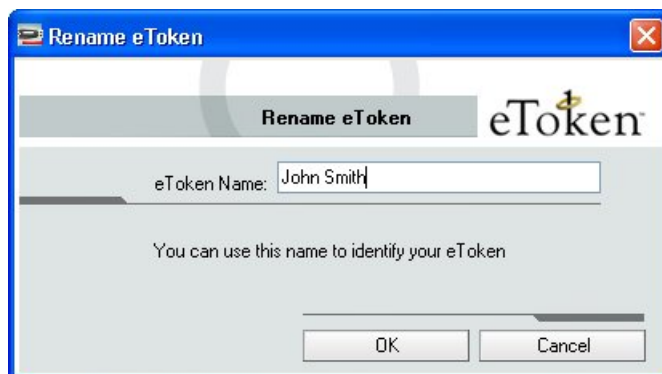 Rename eToken
Rename eToken
eToken
eToken Name: John Smith
You can use this name to identify your eToken
OK Cancel